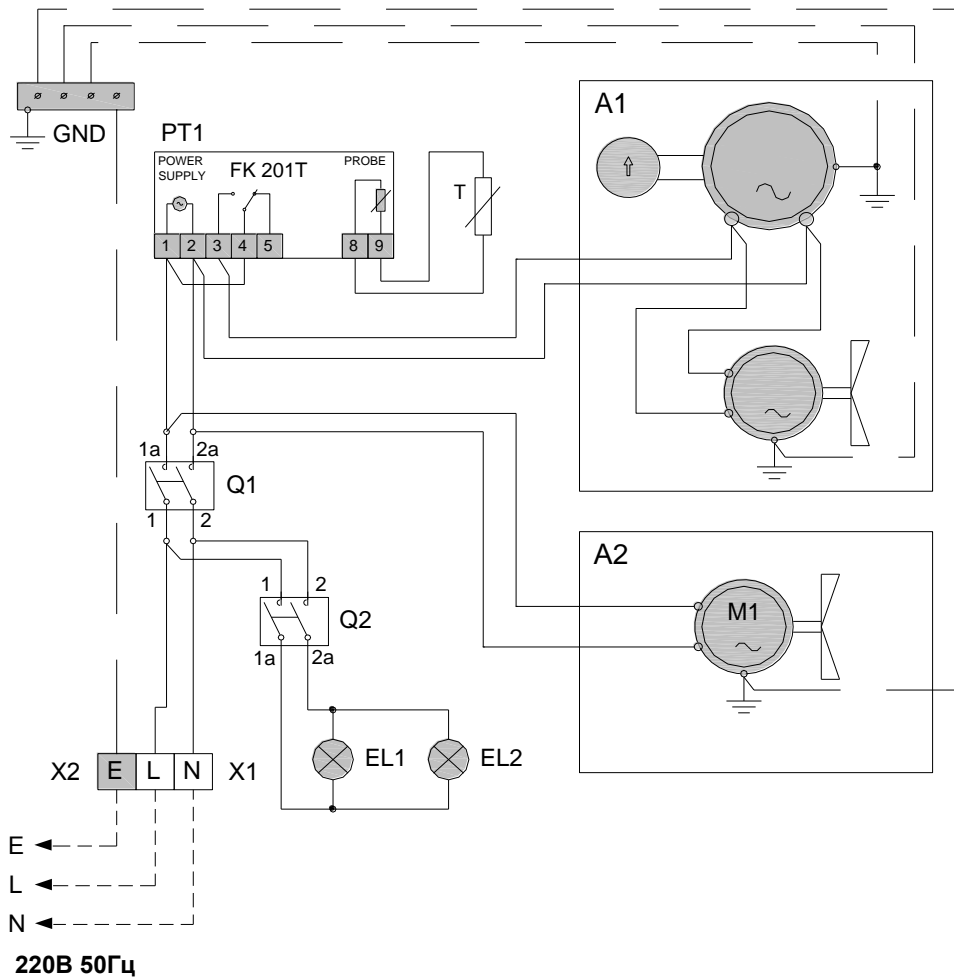 GND
PT1
POWER
SUPPLY
FK 201T
PROBE
1 2 3 4 5
8 9
T
A1
1a 2a
Q1
1 2
A2
1 2
Q2
1a 2a
M1
EL1 EL2
X2 E L N X1
E
L
N
220В 50Гц